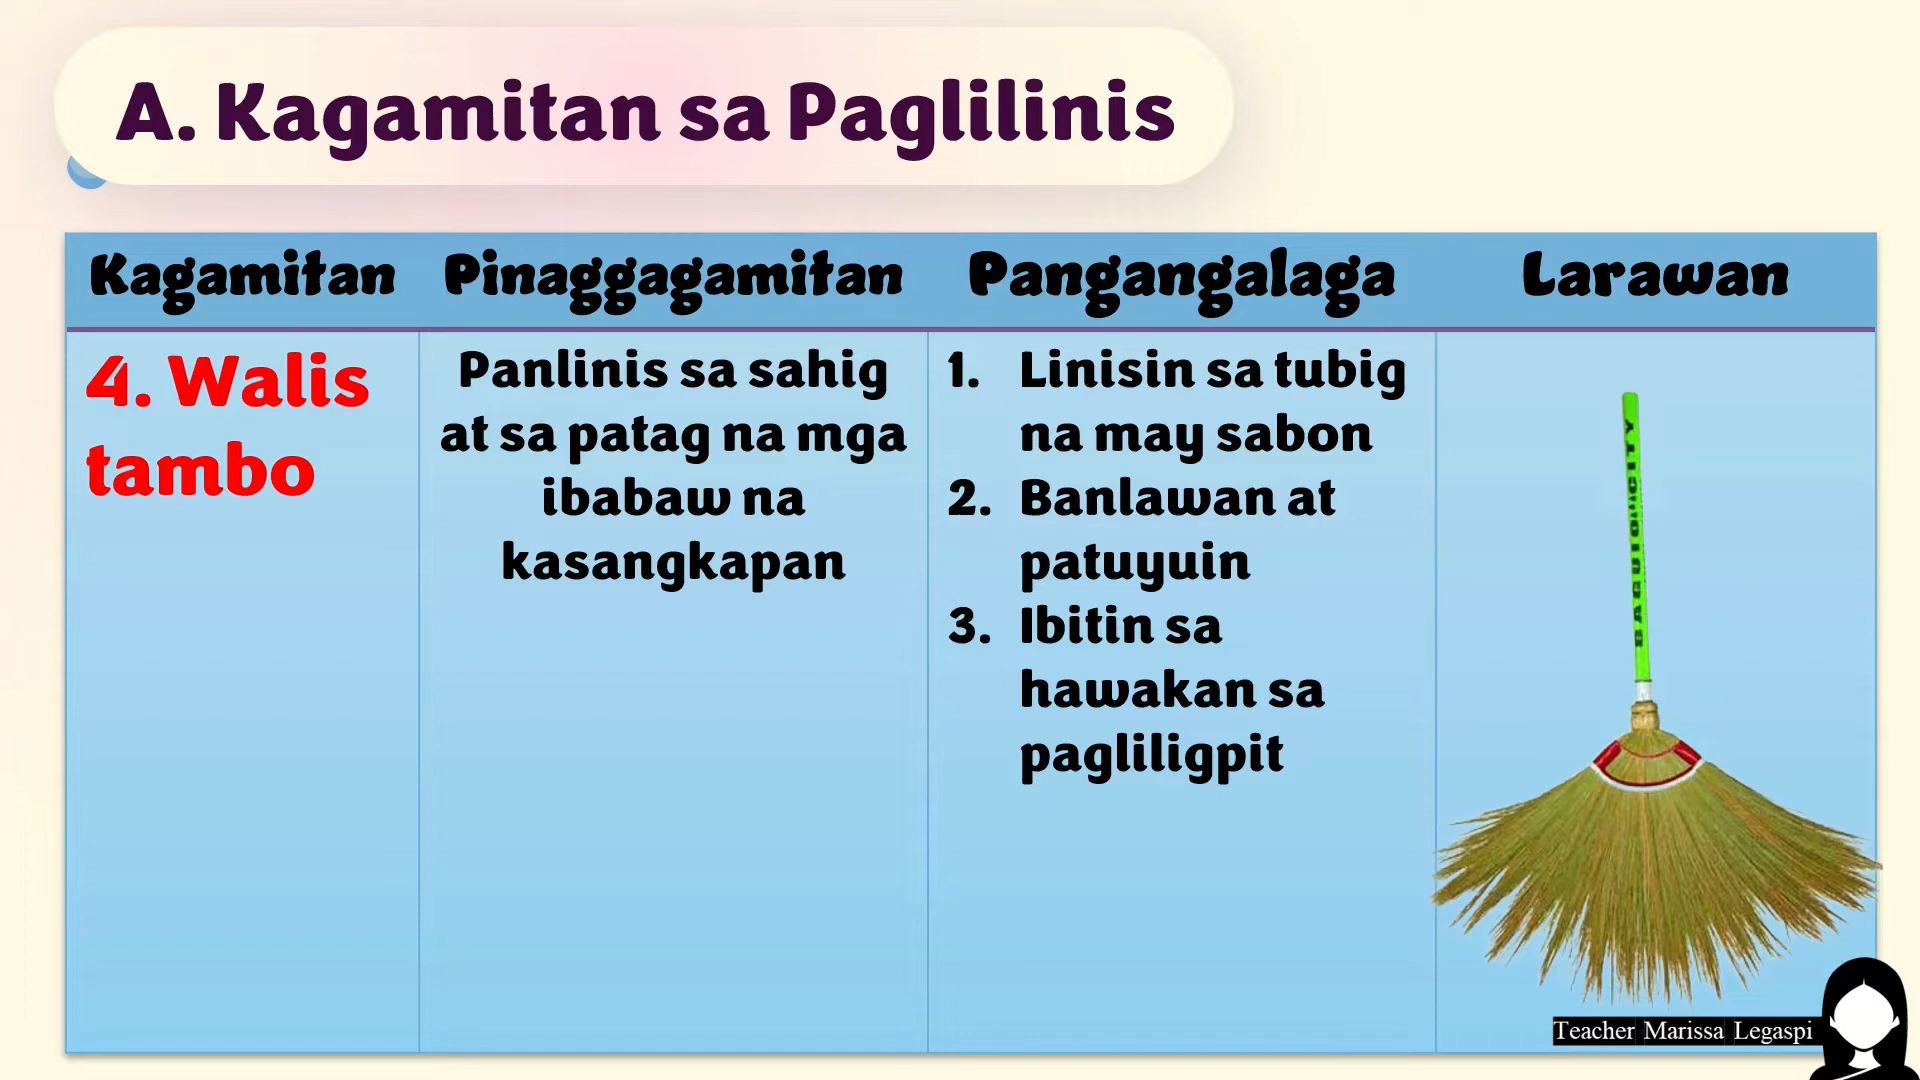 A. Kagamitan sa Paglilinis
Kagamitan Pinaggagamitan Pangangalaga Larawan
4. Walis
tambo
Panlinis sa sahig
at sa patag na mga
ibabaw na
kasangkapan
1. Linisin sa tubig
na may sabon
2. Banlawan at
patuyuin
3. Ibitin sa
hawakan sa
pagliligpit
BAGUIO CITY
Teacher Marissa Legaspi